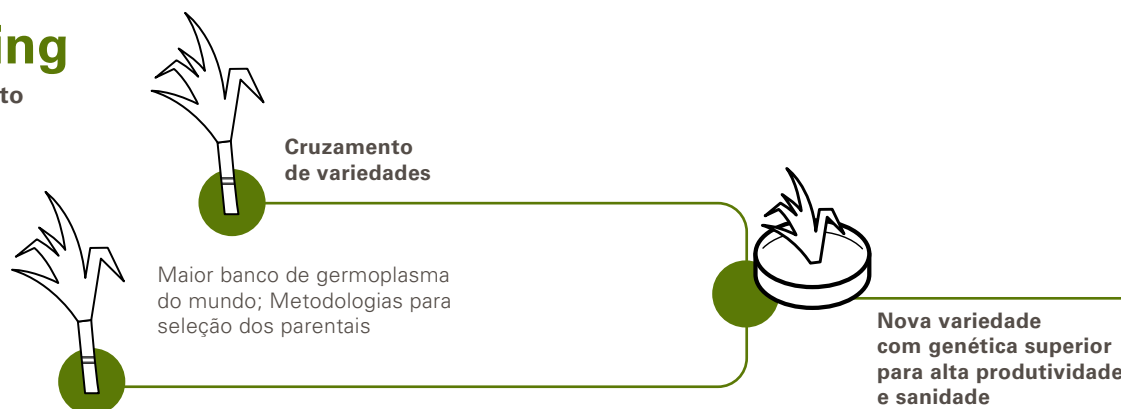 ing
to
Cruzamento
de variedades
Maior banco de germoplasma
do mundo; Metodologias para
seleção dos parentais
Nova variedade
com genética superior
para alta produtividade
e sanidade